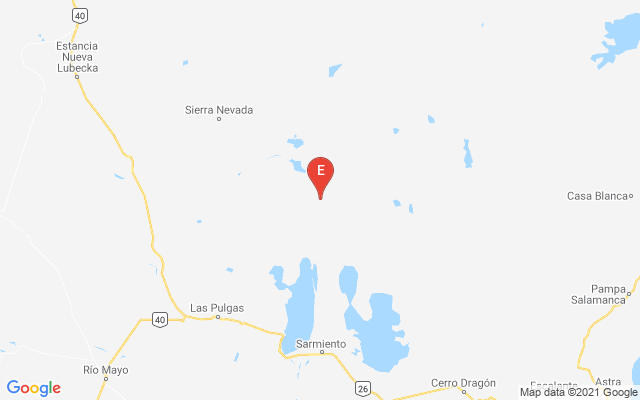 40
Estancia
Nueva
Lubecka
Sierra Nevada
E
Casa Blanca
Pampa
Salamanca
Las Pulgas
40
Sarmiento
Río Mayo
26
Cerro Dragón
Astra
Google
Map data ©2021 Google